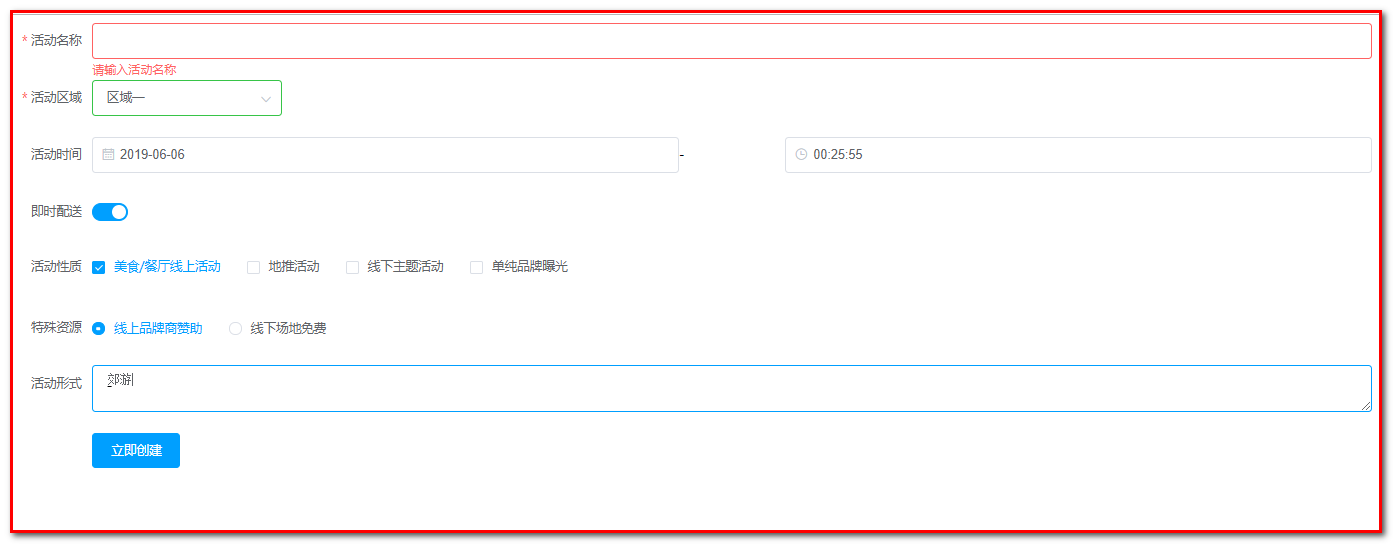 * 活动名称
请输入活动名称
* 活动区域 区域一
活动时间 2019-06-06 - 00:25:55
即时配送
活动性质 美食/餐厅线上活动 地推活动 线下主题活动 单纯品牌曝光
特殊资源 线上品牌商赞助 线下场地免费
活动形式 郊游
立即创建